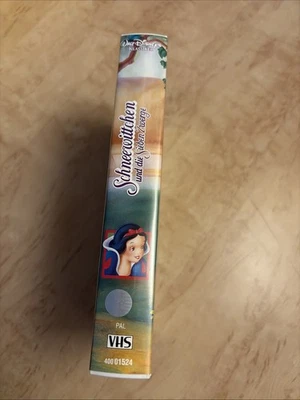 Walt Disney
Schneewittchen
und die Sieben Zwerge
PAL
VHS
400 01524